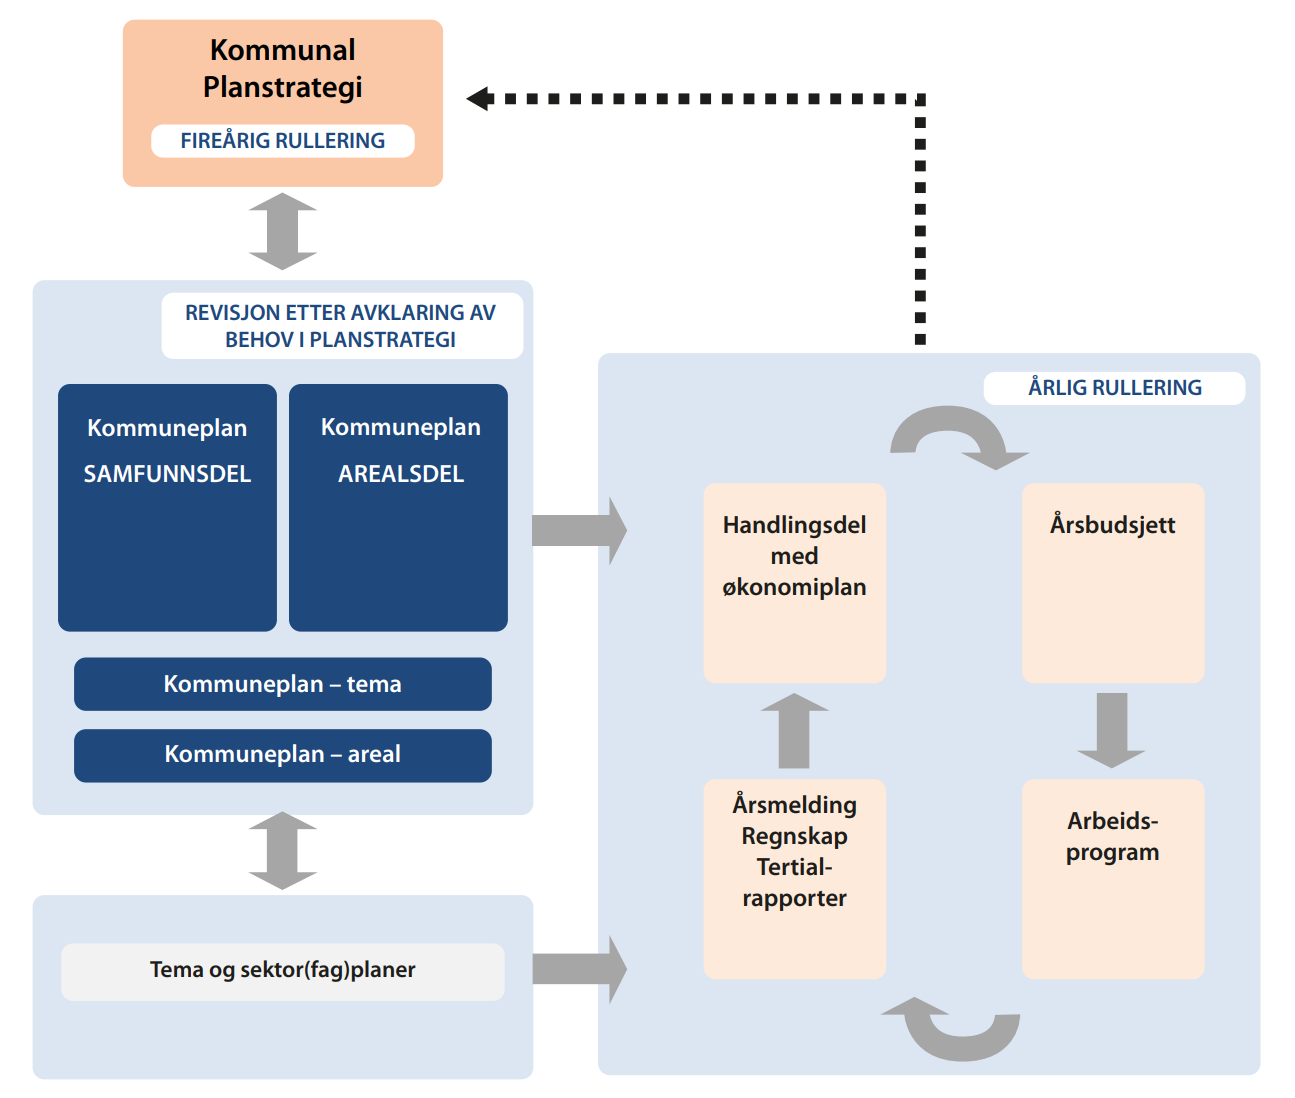 Kommunal
Planstrategi
FIREÅRIG RULLERING
REVISJON ETTER AVKLARING AV
BEHOV I PLANSTRATEGI
Kommuneplan
SAMFUNNSDEL
Kommuneplan
AREALSDEL
Kommuneplan – tema
Kommuneplan – areal
Tema og sektor(fag)planer
ÅRLIG RULLERING
Handlingsdel
med
økonomiplan
Årsbudsjett
Årsmelding
Regnskap
Tertial-
rapporter
Arbeids-
program